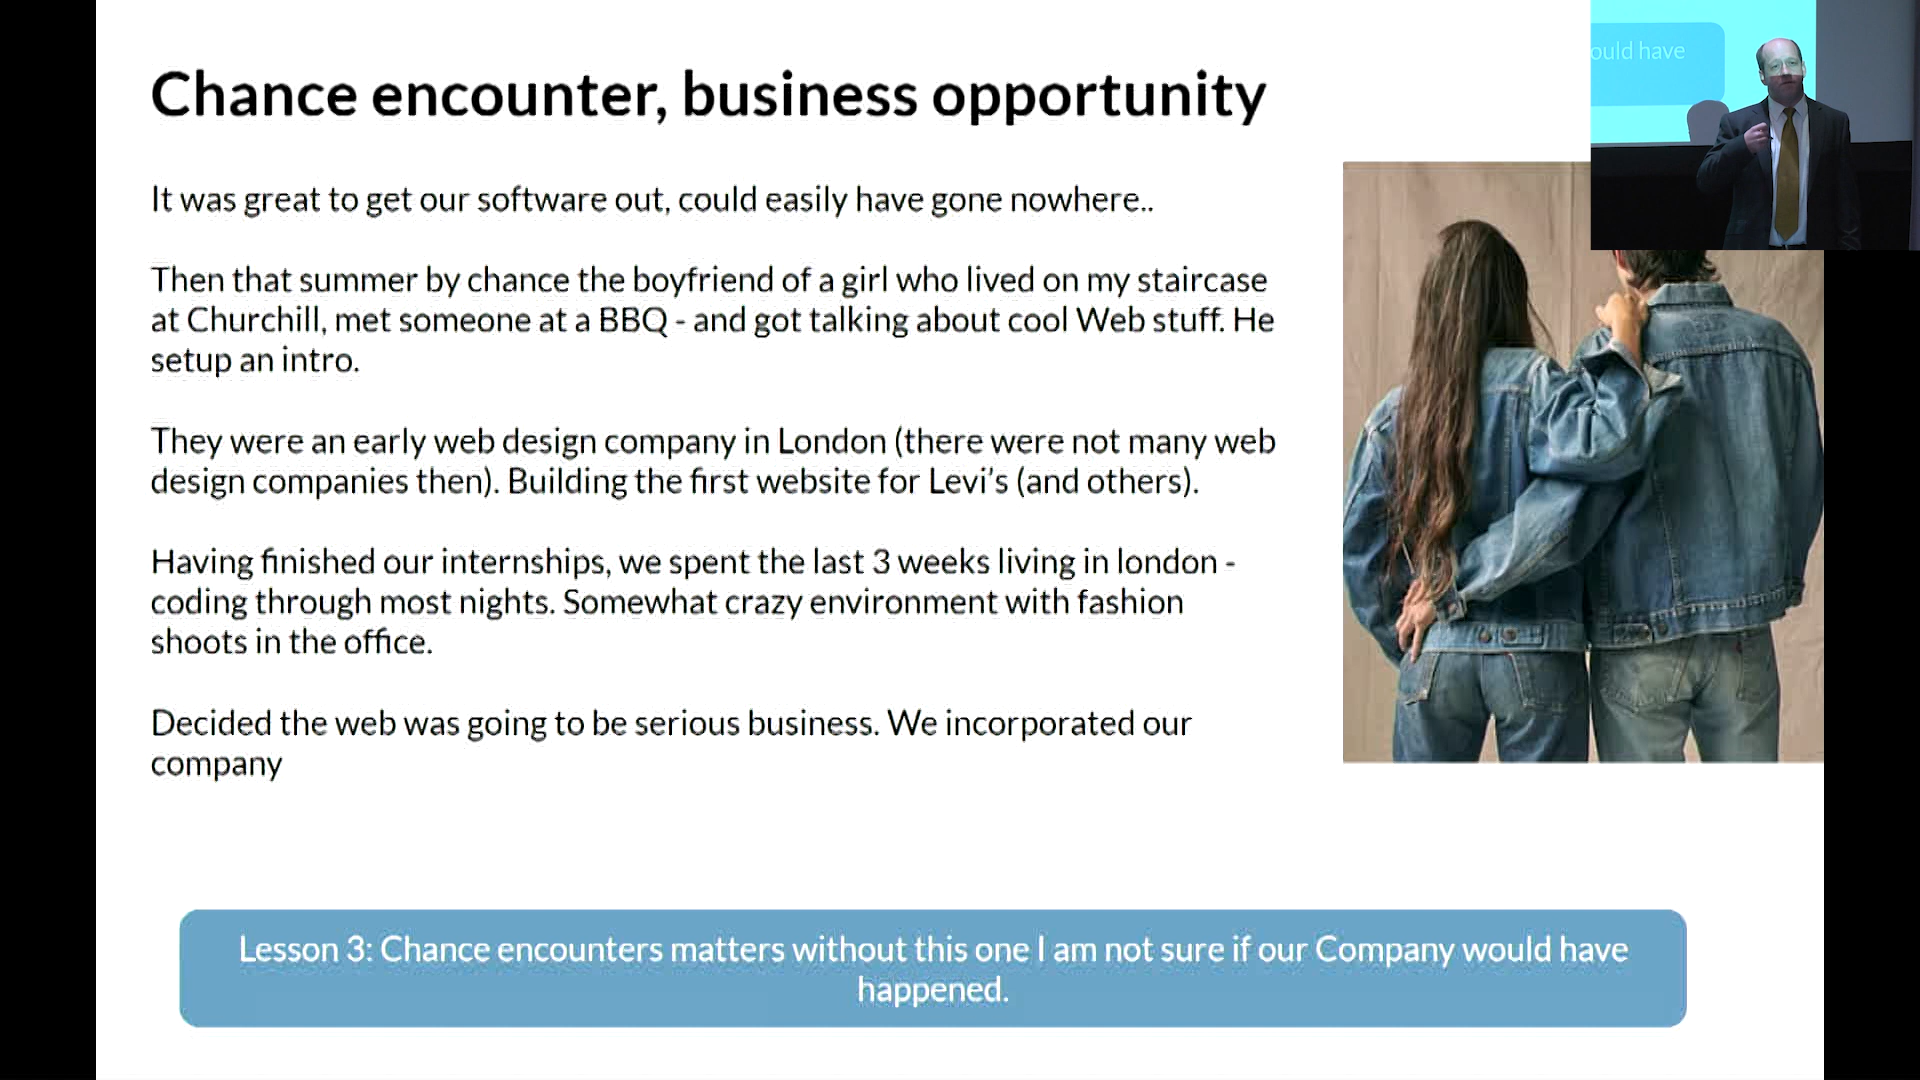 Chance encounter, business opportunity
It was great to get our software out, could easily have gone nowhere..
Then that summer by chance the boyfriend of a girl who lived on my staircase
at Churchill, met someone at a BBQ - and got talking about cool Web stuff. He
setup an intro.
They were an early web design company in London (there were not many web
design companies then). Building the first website for Levi's (and others).
Having finished our internships, we spent the last 3 weeks living in london -
coding through most nights. Somewhat crazy environment with fashion
shoots in the office.
Decided the web was going to be serious business. We incorporated our
company
Lesson 3: Chance encounters matters without this one I am not sure if our Company would have
happened.
ould have